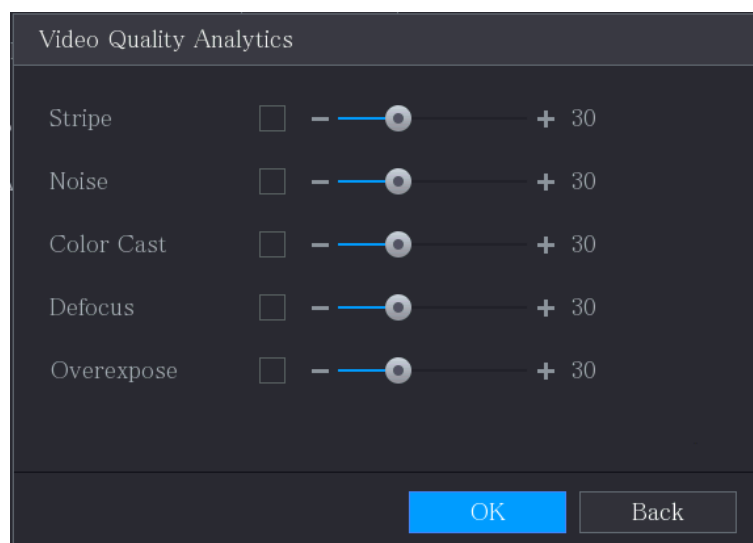 Video Quality Analytics
Stripe 30
Noise 30
Color Cast 30
Defocus 30
Overexpose 30
OK Back